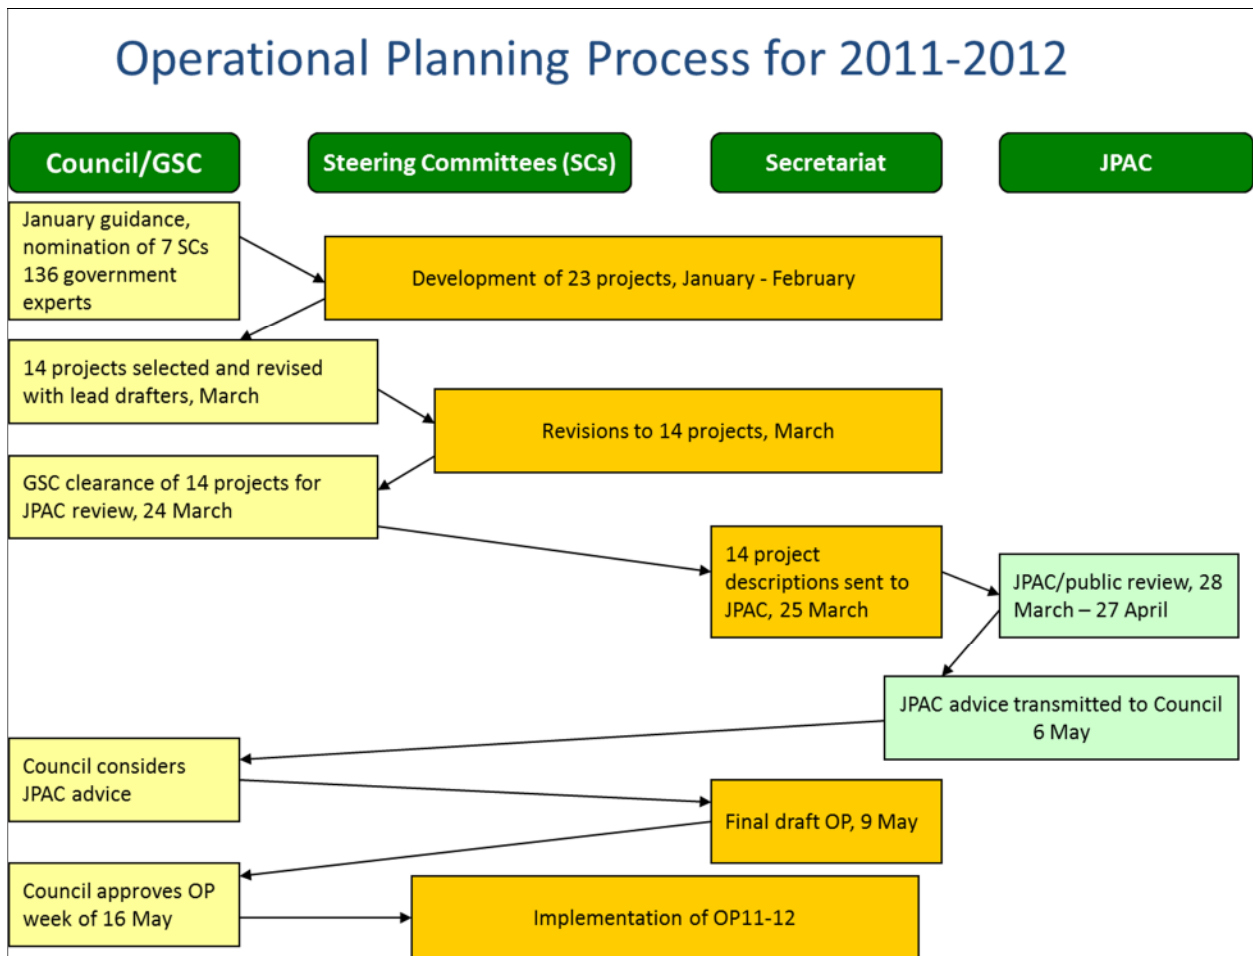 Operational Planning Process for 2011-2012
Council/GSC
Steering Committees (SCs)
Secretariat
JPAC
January guidance,
nomination of 7 SCs
136 government
experts
Development of 23 projects, January - February
14 projects selected and revised
with lead drafters, March
Revisions to 14 projects, March
GSC clearance of 14 projects for
JPAC review, 24 March
14 project
descriptions sent to
JPAC, 25 March
JPAC/public review, 28
March – 27 April
JPAC advice transmitted to Council
6 May
Council considers
JPAC advice
Final draft OP, 9 May
Council approves OP
week of 16 May
Implementation of OP11-12